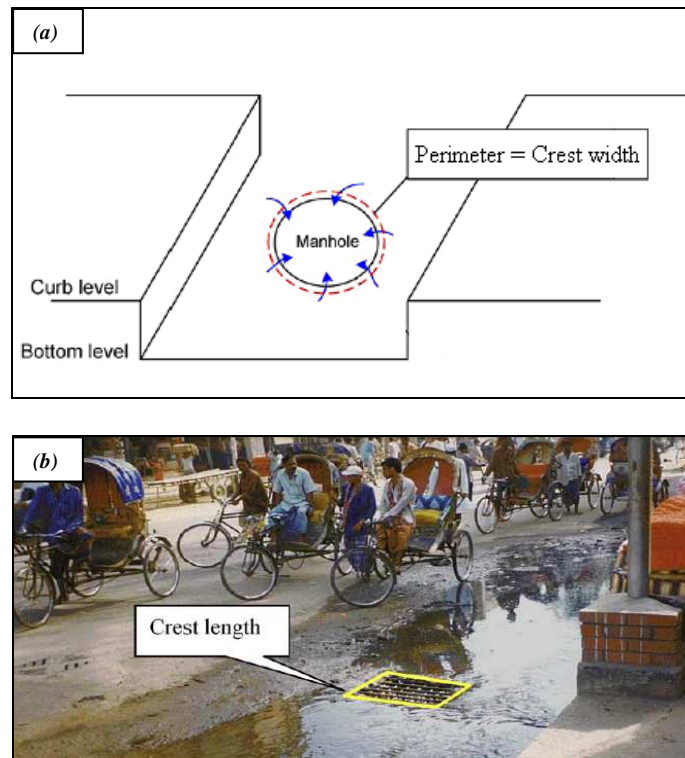 (a)
Perimeter = Crest width
Manhole
Curb level
Bottom level
(b)
Crest length